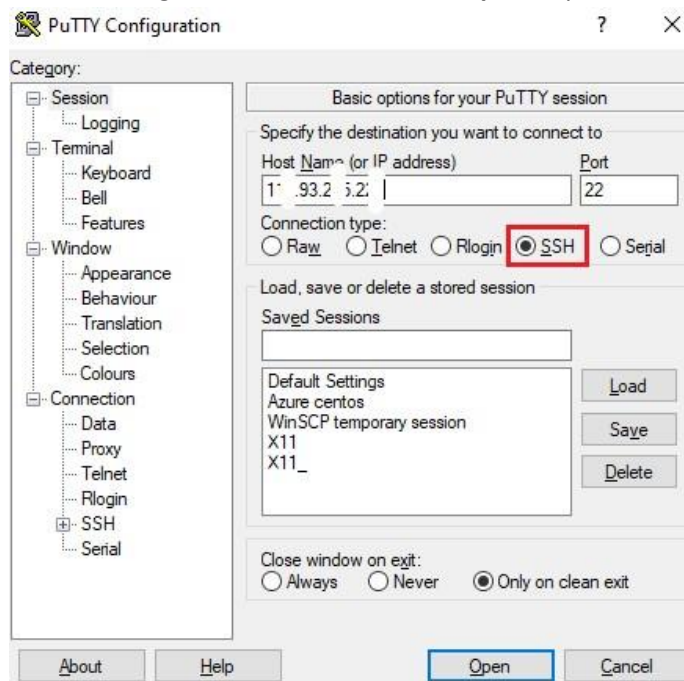 PuTTY Configuration
Category:
Session
Logging
Terminal
Keyboard
Bell
Features
Window
Appearance
Behaviour
Translation
Selection
Colours
Connection
Data
Proxy
Telnet
Rlogin
SSH
Serial
Basic options for your PuTTY session
Specify the destination you want to connect to
Host Name (or IP address) Port
22
Connection type:
Raw Telnet Rlogin SSH Serial
Load, save or delete a stored session
Saved Sessions
Default Settings
Azure centos
WinSCP temporary session
X11
X11_
Load
Save
Delete
Close window on exit:
Always Never Only on clean exit
About Help Open Cancel